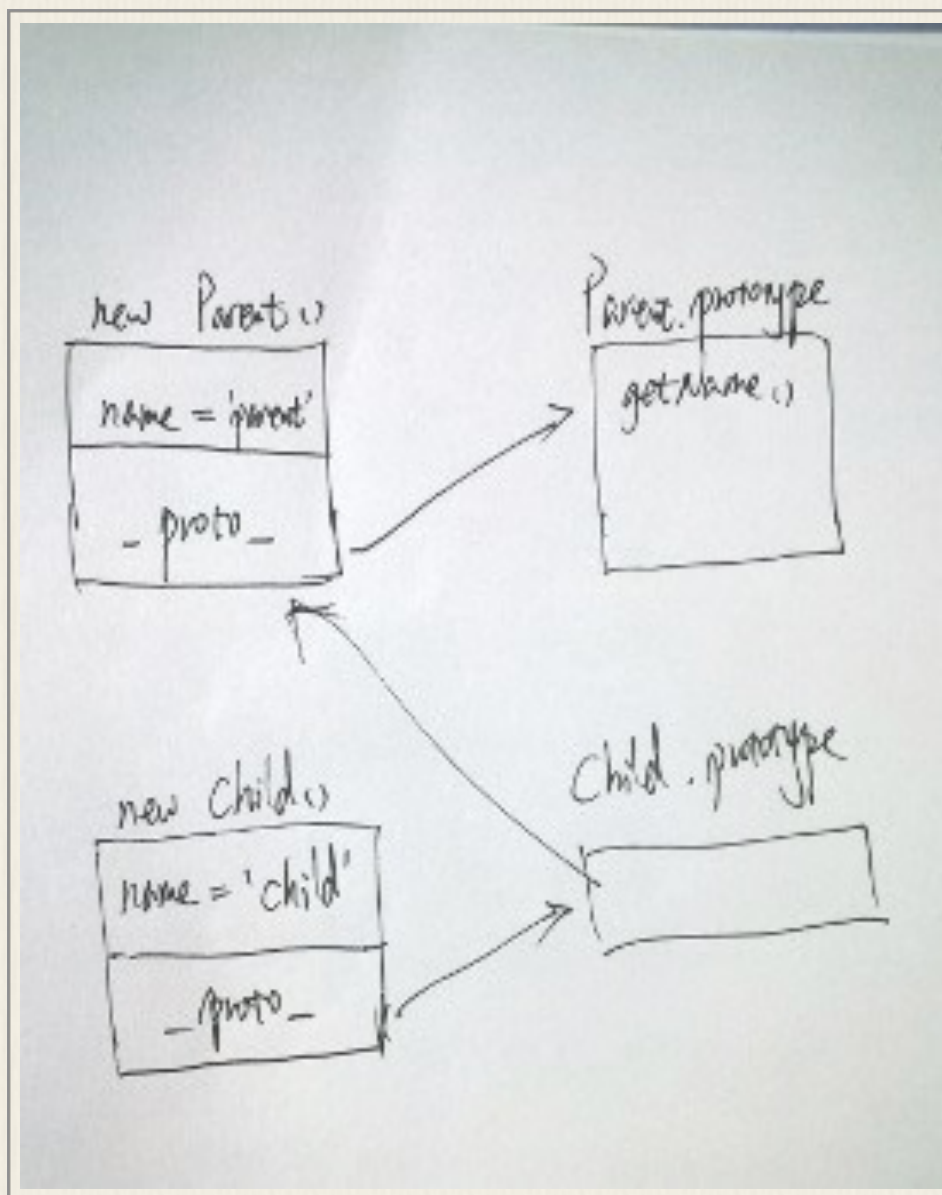 new Parent()
name = 'parent'
_proto_
Parent.prototype
getName()
new Child()
name = 'child'
_proto_
Child.prototype